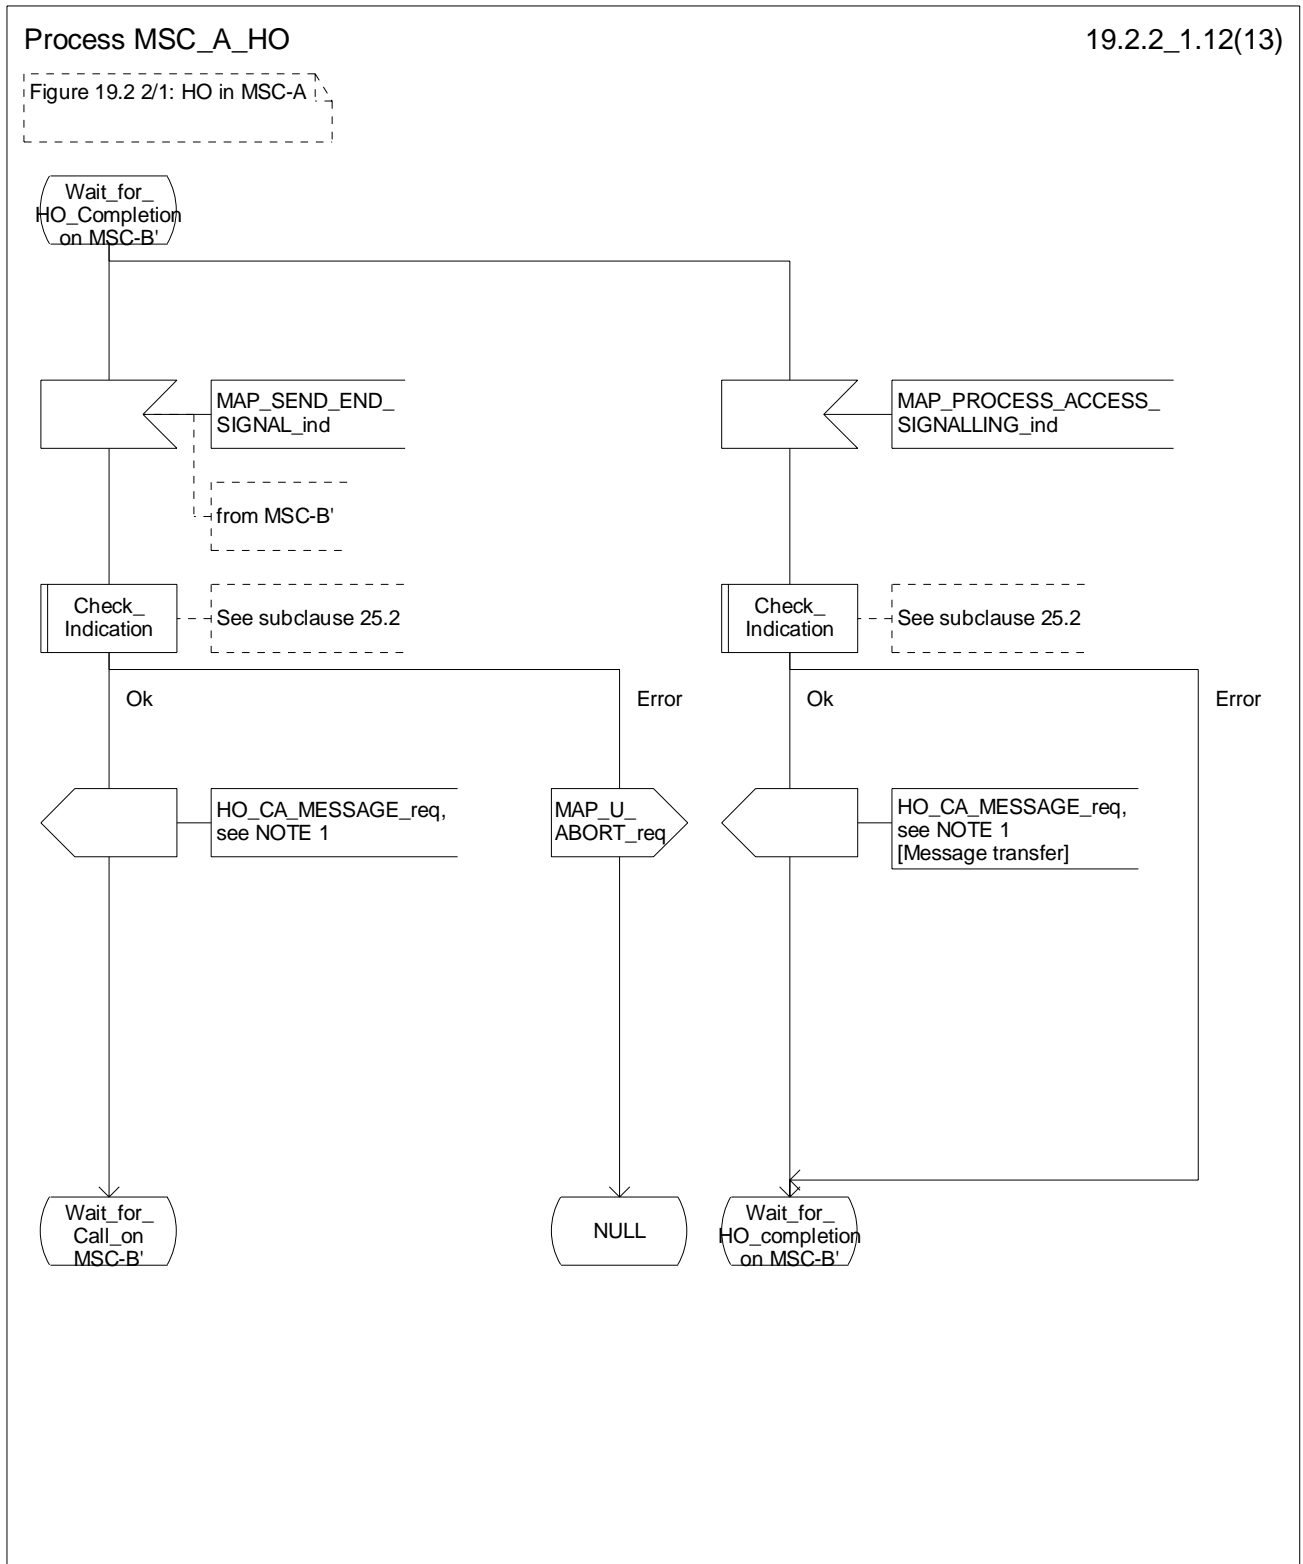 Process MSC_A_HO
19.2.2_1.12(13)
Figure 19.2 2/1: HO in MSC-A
Wait_for_
HO_Completion
on MSC-B'
MAP_SEND_END_
SIGNAL_ind
MAP_PROCESS_ACCESS_
SIGNALLING_ind
from MSC-B'
Check_
Indication
See subclause 25.2
Check_
Indication
See subclause 25.2
Ok
Error
Ok
Error
HO_CA_MESSAGE_req,
see NOTE 1
MAP_U_
ABORT_req
HO_CA_MESSAGE_req,
see NOTE 1
[Message transfer]
Wait_for_
Call_on
MSC-B'
NULL
Wait_for_
HO_completion
on MSC-B'